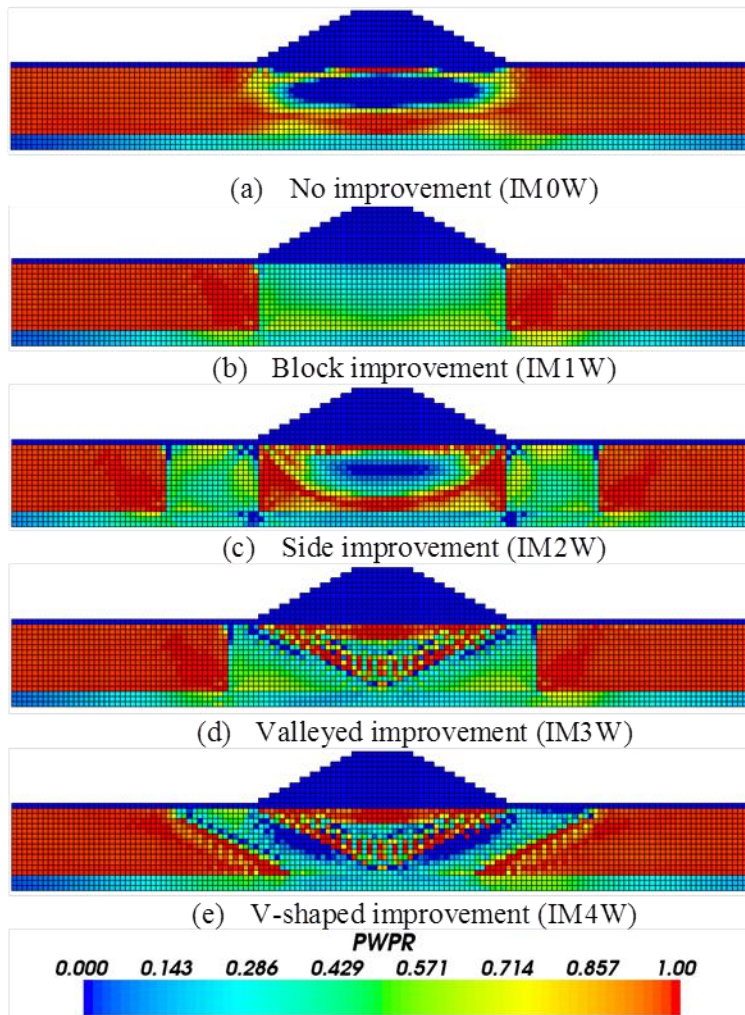 (a) No improvement (IM0W)
(b) Block improvement (IM1W)
(c) Side improvement (IM2W)
(d) Valleyed improvement (IM3W)
(e) V-shaped improvement (IM4W)
PWPR
0.000 0.143 0.286 0.429 0.571 0.714 0.857 1.00